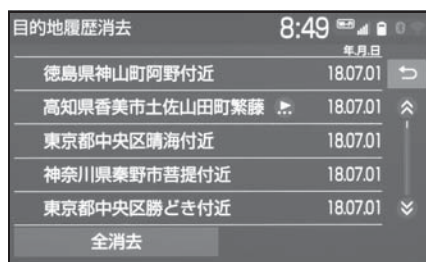 目的地履歴消去 8:49
年.月.日
徳島県神山町阿野付近 18.07.01
高知県香美市土佐山田町繁藤 18.07.01
東京都中央区晴海付近 18.07.01
神奈川県秦野市菩提付近 18.07.01
東京都中央区勝どき付近 18.07.01
全消去